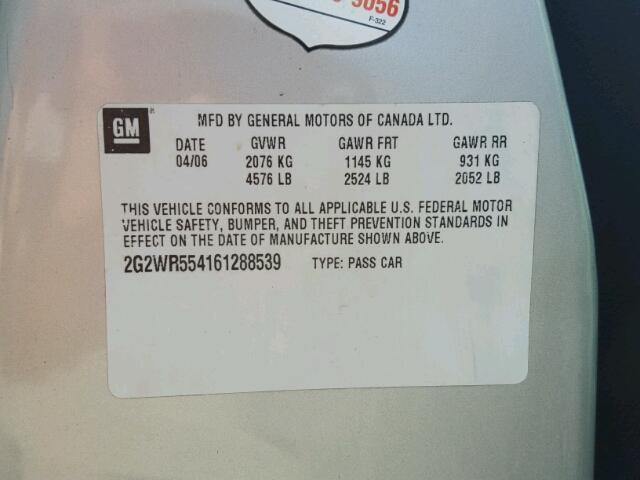 5056
F-322
GM ®
MFD BY GENERAL MOTORS OF CANADA LTD.
DATE GVWR GAWR FRT GAWR RR
04/06 2076 KG 1145 KG 931 KG
4576 LB 2524 LB 2052 LB
THIS VEHICLE CONFORMS TO ALL APPLICABLE U.S. FEDERAL MOTOR
VEHICLE SAFETY, BUMPER, AND THEFT PREVENTION STANDARDS IN
EFFECT ON THE DATE OF MANUFACTURE SHOWN ABOVE.
2G2WR554161288539 TYPE: PASS CAR